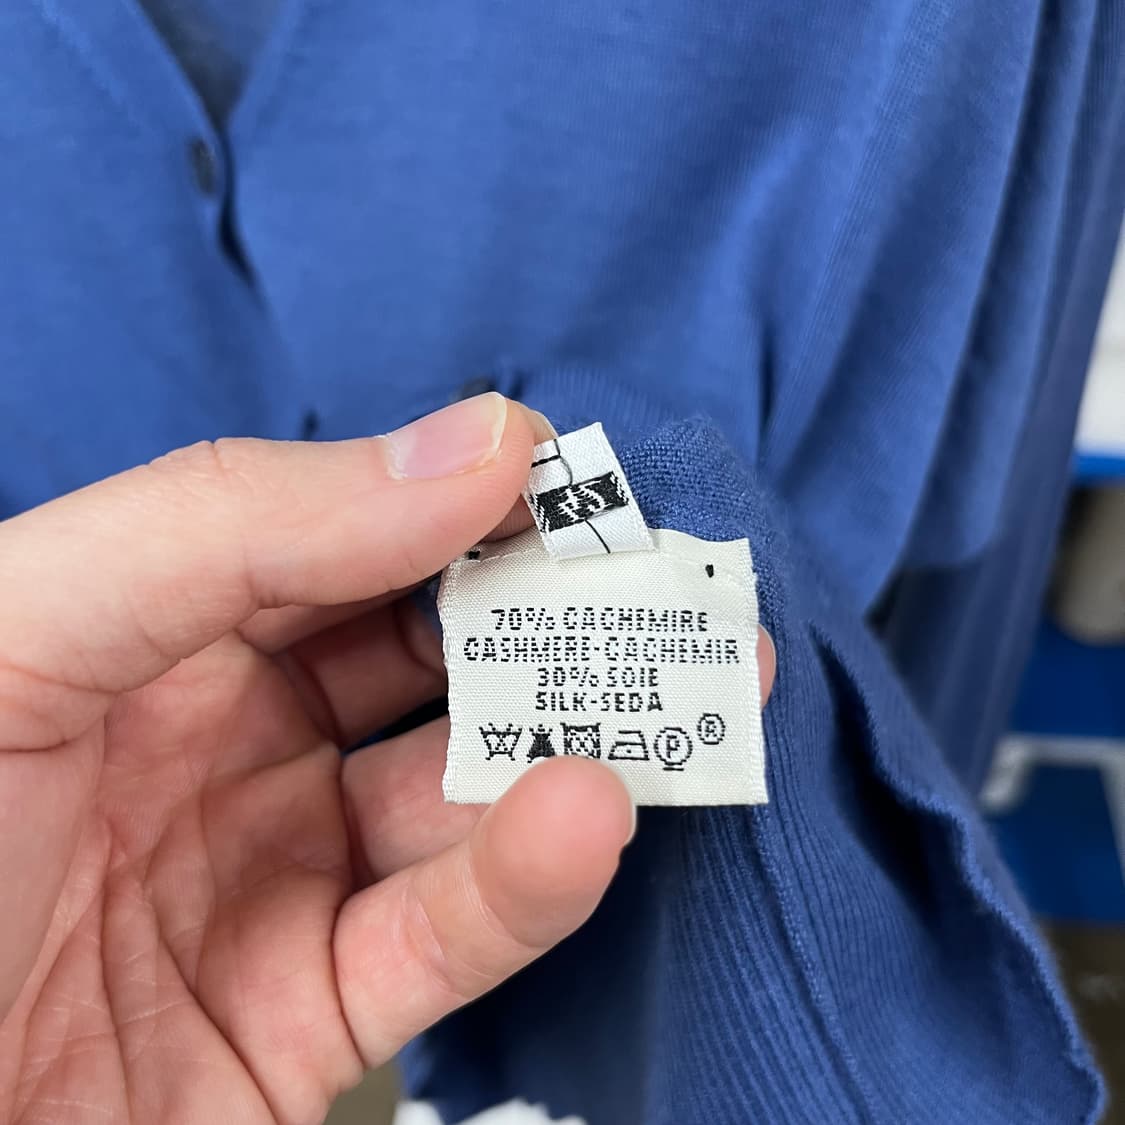 70% CACHEMIRE
CASHMERE-CACHEMIR
30% SOIE
SILK-SEDA
P ®